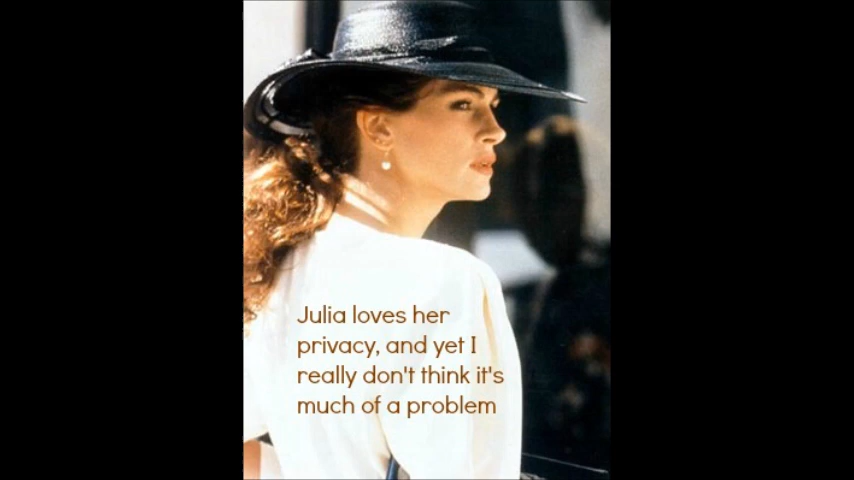 Julia loves her
privacy, and yet I
really don't think it's
much of a problem